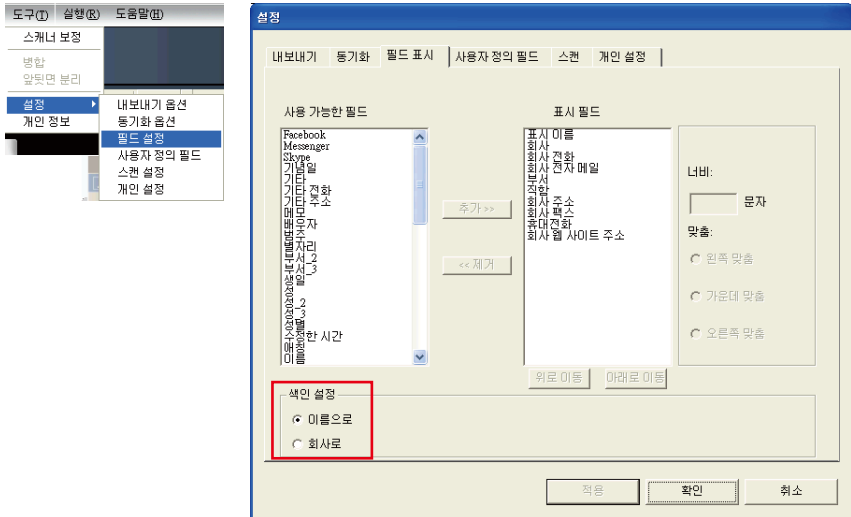 도구(T) 실행(R) 도움말(H)
스캐너 보정
병합
앞뒷면 분리
설정
개인 정보
내보내기 옵션
동기화 옵션
필드 설정
사용자 정의 필드
스캔 설정
개인 설정
설정
내보내기 동기화 필드 표시 사용자 정의 필드 스캔 개인 설정
사용 가능한 필드
Facebook
Messenger
Skype
기념일
기타
기타 전화
기타 주소
메모
배우자
범주
별자리
부서_2
부서_3
생일
성
성_2
성_3
성별
수정한 시간
애칭
이름
추가 >>
<< 제거
표시 필드
표시 이름
회사
회사 전화
회사 전자 메일
부서
직함
회사 주소
회사 팩스
휴대전화
회사 웹 사이트 주소
위로 이동 아래로 이동
너비:
문자
맞춤:
왼쪽 맞춤
가운데 맞춤
오른쪽 맞춤
색인 설정
이름으로
회사로
적용 확인 취소